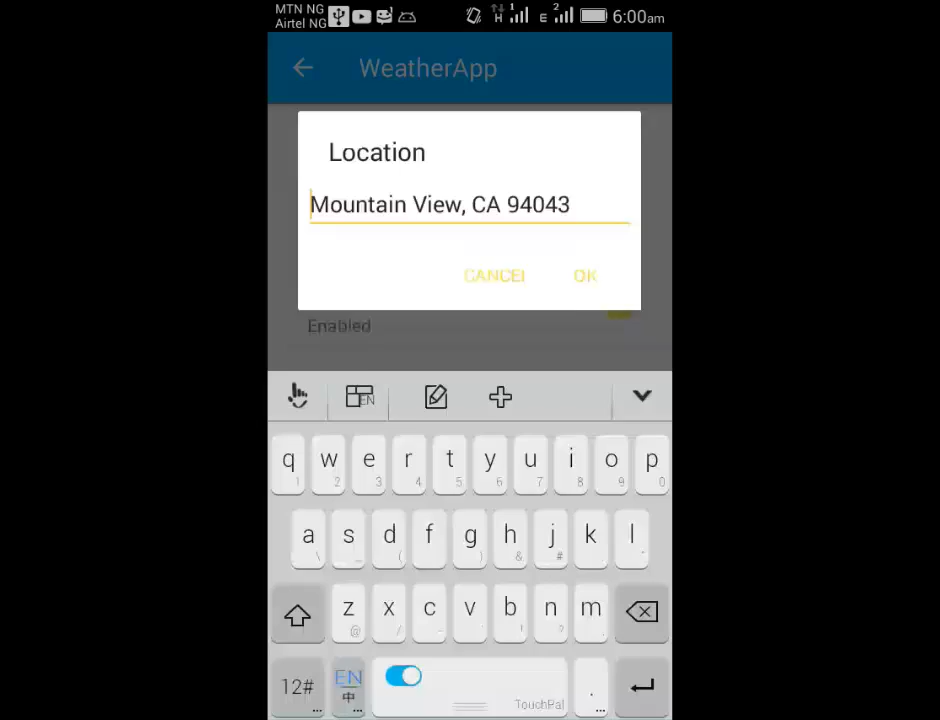 MTN NG
Airtel NG
H 1 E 2 6:00am
WeatherApp
Location
Mountain View, CA 94043
CANCEL OK
Enabled
EN
q w e r t y u i o p
1 2 3 4 5 6 7 8 9 0
a s d f g h j k l
\ _ ( ) & #
z x c v b n m
@ / - ' ! ? ,
12# EN 中 TouchPal . ...